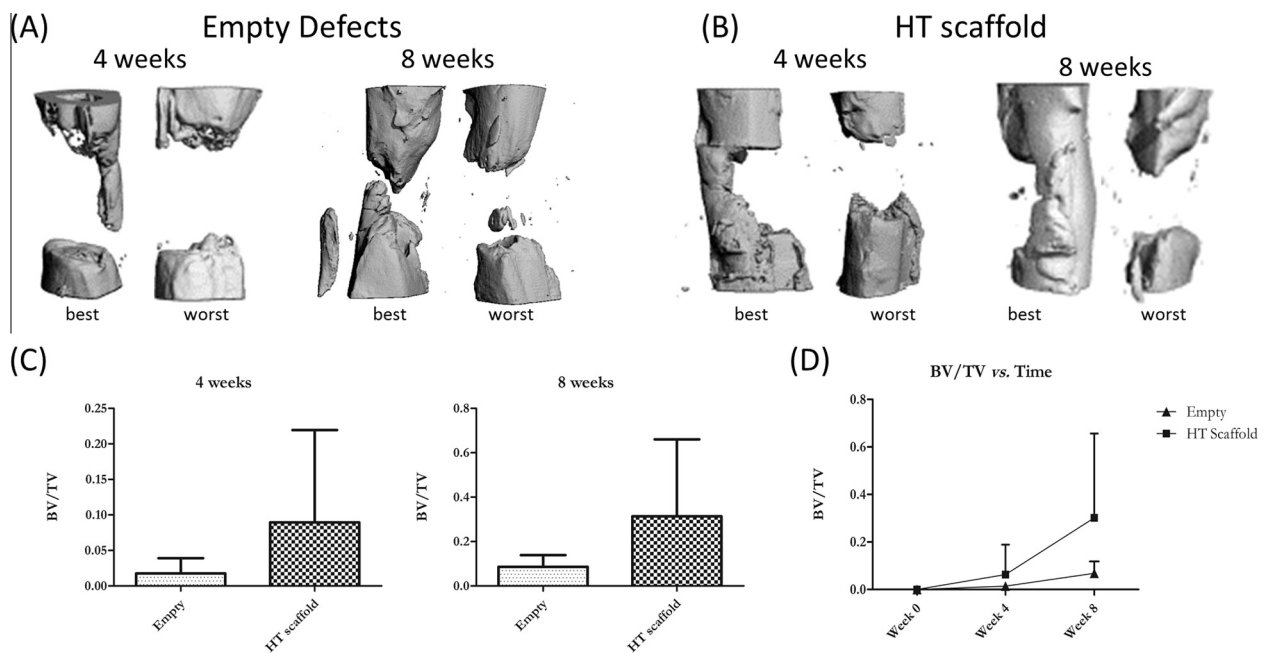 (A) Empty Defects
4 weeks 8 weeks
best worst best worst
(B) HT scaffold
4 weeks 8 weeks
best worst best worst
(C)
4 weeks
BV/TV
0.25
0.20
0.15
0.10
0.05
0.00
Empty
HT scaffold
8 weeks
BV/TV
0.8
0.6
0.4
0.2
0.0
Empty
HT scaffold
(D)
BV/TV vs. Time
BV/TV
0.8
0.6
0.4
0.2
0.0
Week 0
Week 4
Week 8
Empty
HT Scaffold